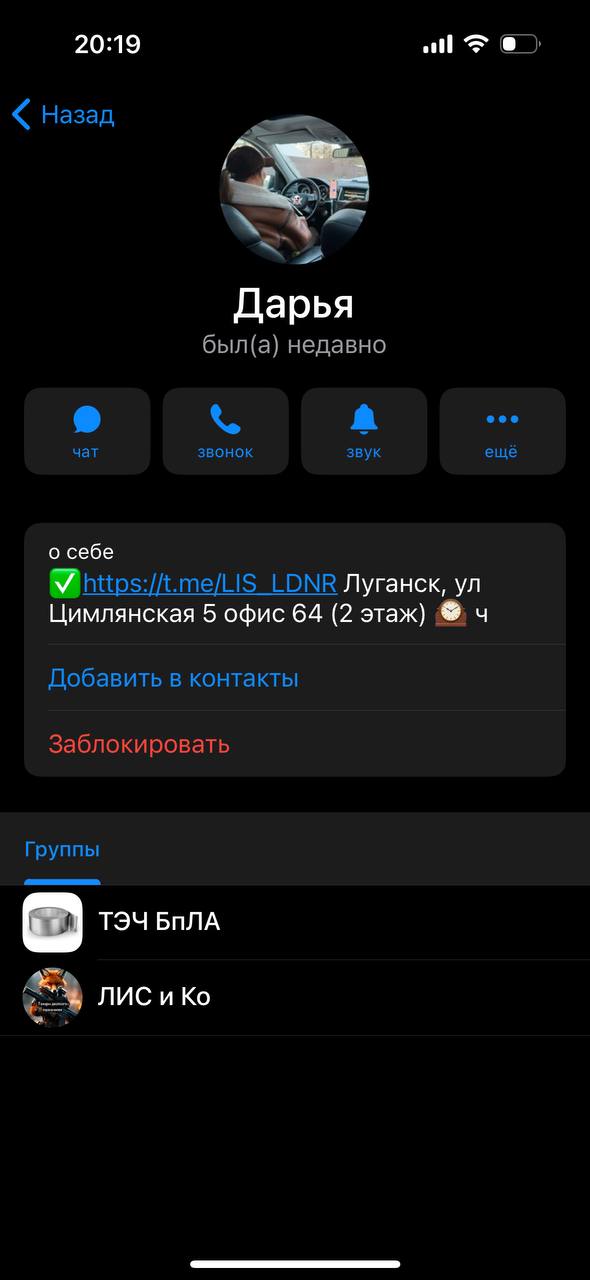 20:19
Назад
Дарья
был(а) недавно
чат
звонок
звук
ещё
о себе
✅https://t.me/LIS_LDNR Луганск, ул
Цимлянская 5 офис 64 (2 этаж) 🕰 ч
Добавить в контакты
Заблокировать
Группы
ТЭЧ БпЛА
ЛИС и Ко